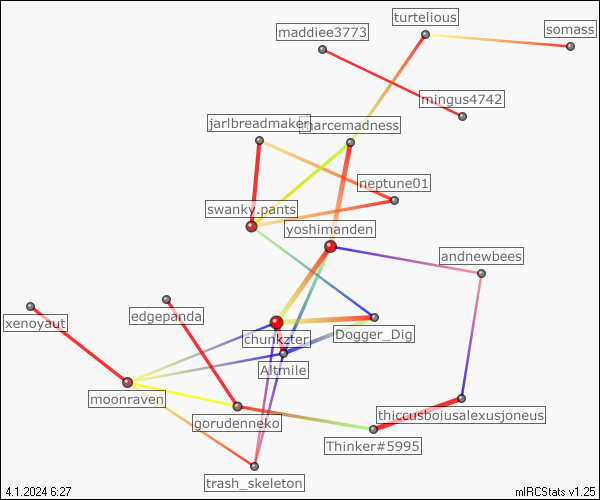 turtelious
maddiee3773
somass
mingus4742
jarlbreadmaker
marcemadness
neptune01
swanky.pants
yoshimanden
andnewbees
xenoyaut
edgepanda
chunkzter
Dogger_Dig
Altmile
moonraven
gorudenneko
thiccusboiusalexusjoneus
Thinker#5995
trash_skeleton
4.1.2024 6:27
mIRCStats v1.25